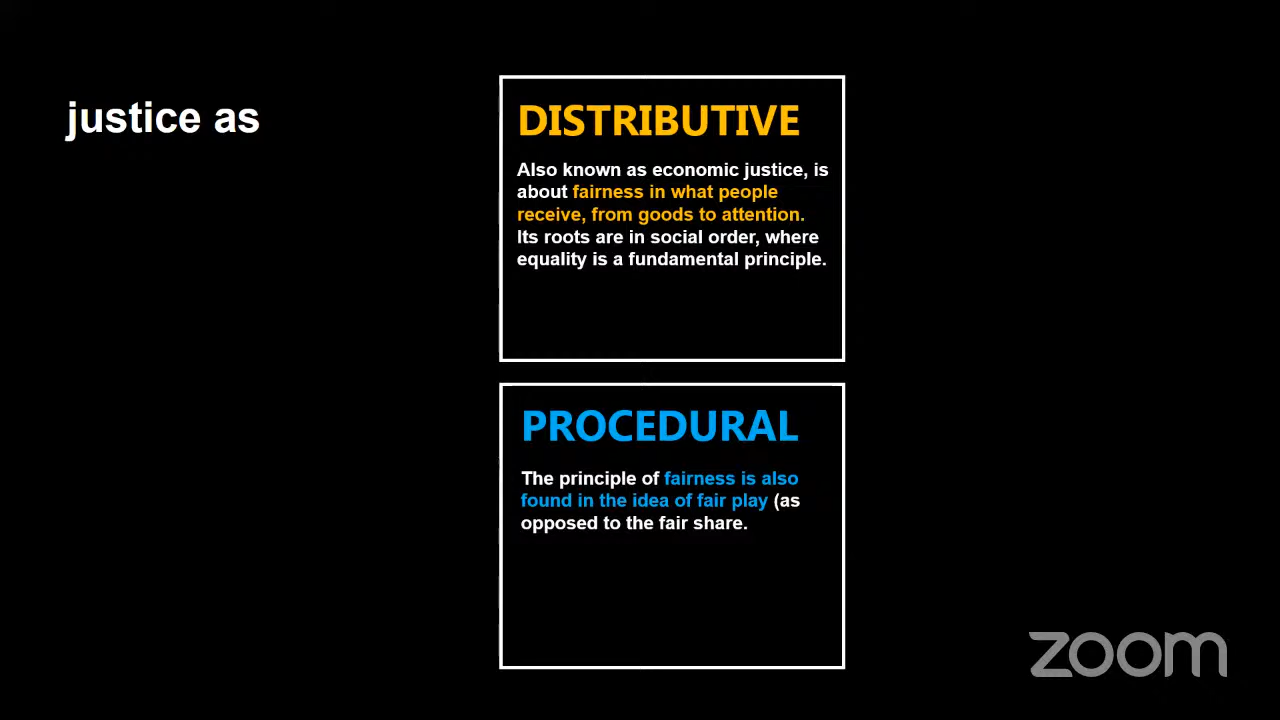 justice as
DISTRIBUTIVE
Also known as economic justice, is
about fairness in what people
receive, from goods to attention.
Its roots are in social order, where
equality is a fundamental principle.
PROCEDURAL
The principle of fairness is also
found in the idea of fair play (as
opposed to the fair share.
zoom